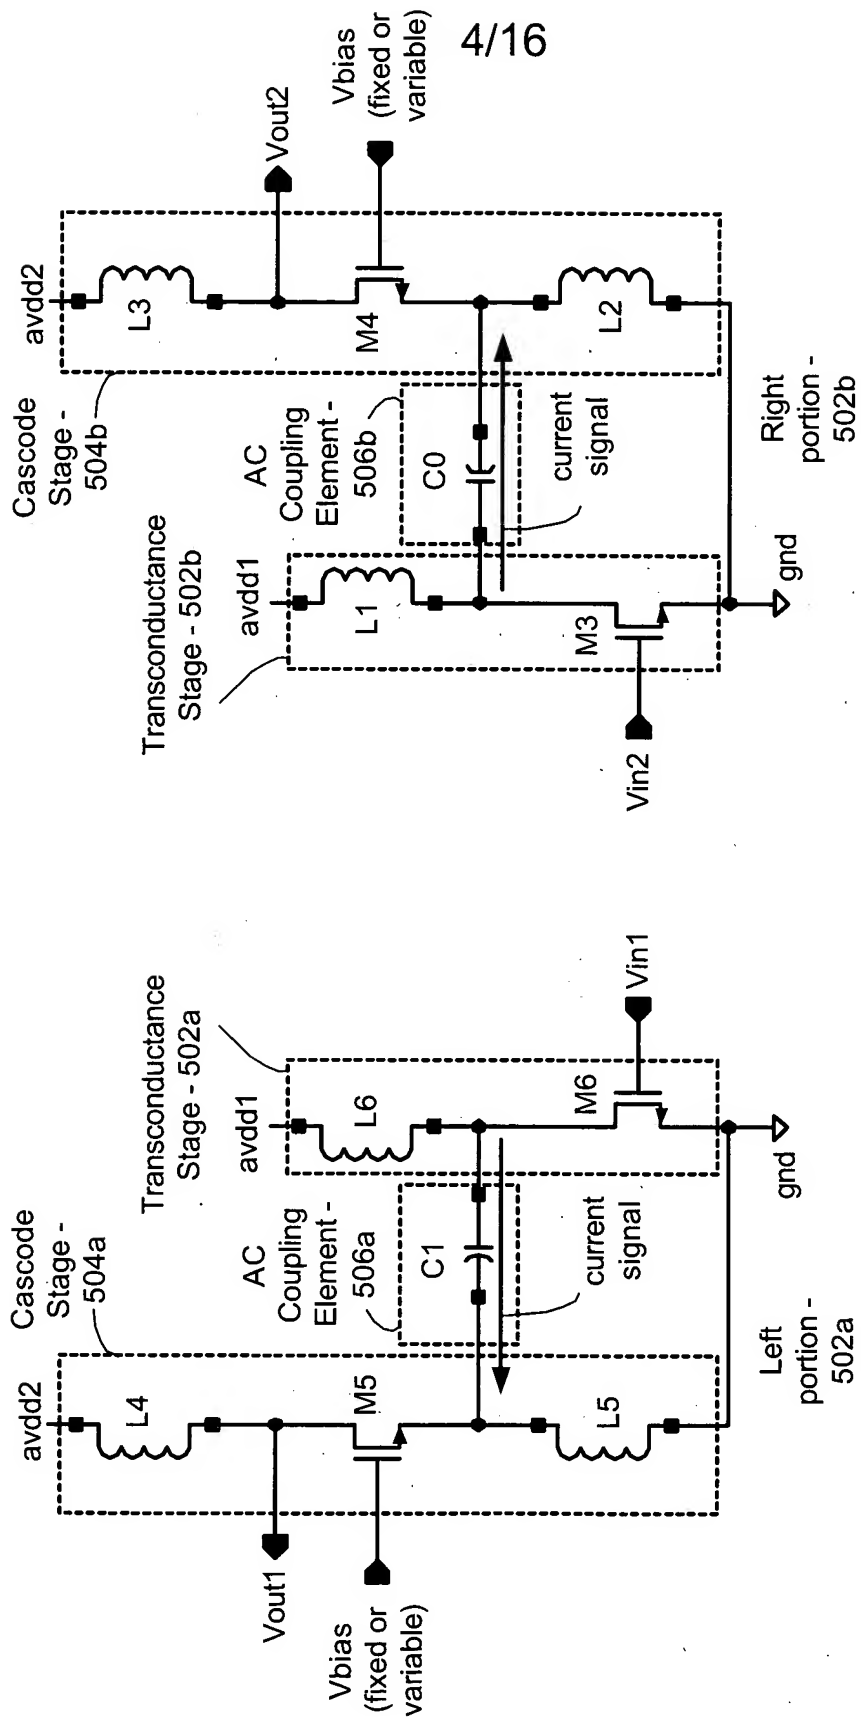 4/16
Cascode
Stage -
504a
avdd2
L4
Vout1
Vbias
(fixed or
variable)
M5
L5
Transconductance
Stage - 502a
avdd1
L6
AC
Coupling
Element -
506a
C1
current
signal
M6
Vin1
gnd
Left
portion -
502a
Cascode
Stage -
504b
avdd2
L3
Vout2
Vbias
(fixed or
variable)
M4
L2
Transconductance
Stage - 502b
avdd1
L1
AC
Coupling
Element -
506b
C0
current
signal
M3
Vin2
gnd
Right
portion -
502b